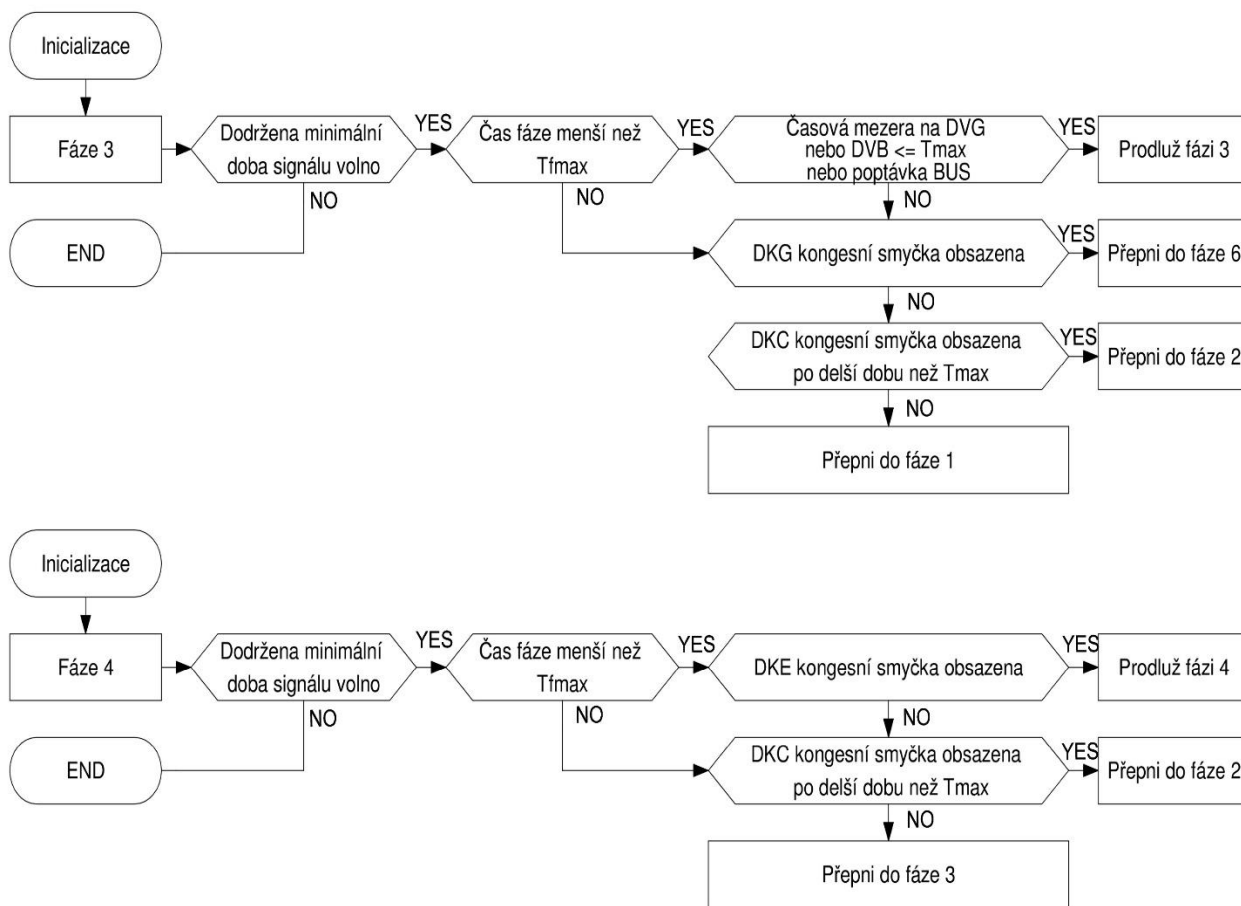 Inicializace
Fáze 3
Dodržena minimální
doba signálu volno
YES
NO
Čas fáze menší než
Tfmax
YES
NO
Časová mezera na DVG
nebo DVB <= Tmax
nebo poptávka BUS
YES
Prodluž fázi 3
NO
END
DKG kongesní smyčka obsazena
YES
Přepni do fáze 6
NO
DKC kongesní smyčka obsazena
po delší dobu než Tmax
YES
Přepni do fáze 2
NO
Přepni do fáze 1
Inicializace
Fáze 4
Dodržena minimální
doba signálu volno
YES
NO
Čas fáze menší než
Tfmax
YES
NO
DKE kongesní smyčka obsazena
YES
Prodluž fázi 4
NO
END
DKC kongesní smyčka obsazena
po delší dobu než Tmax
YES
Přepni do fáze 2
NO
Přepni do fáze 3